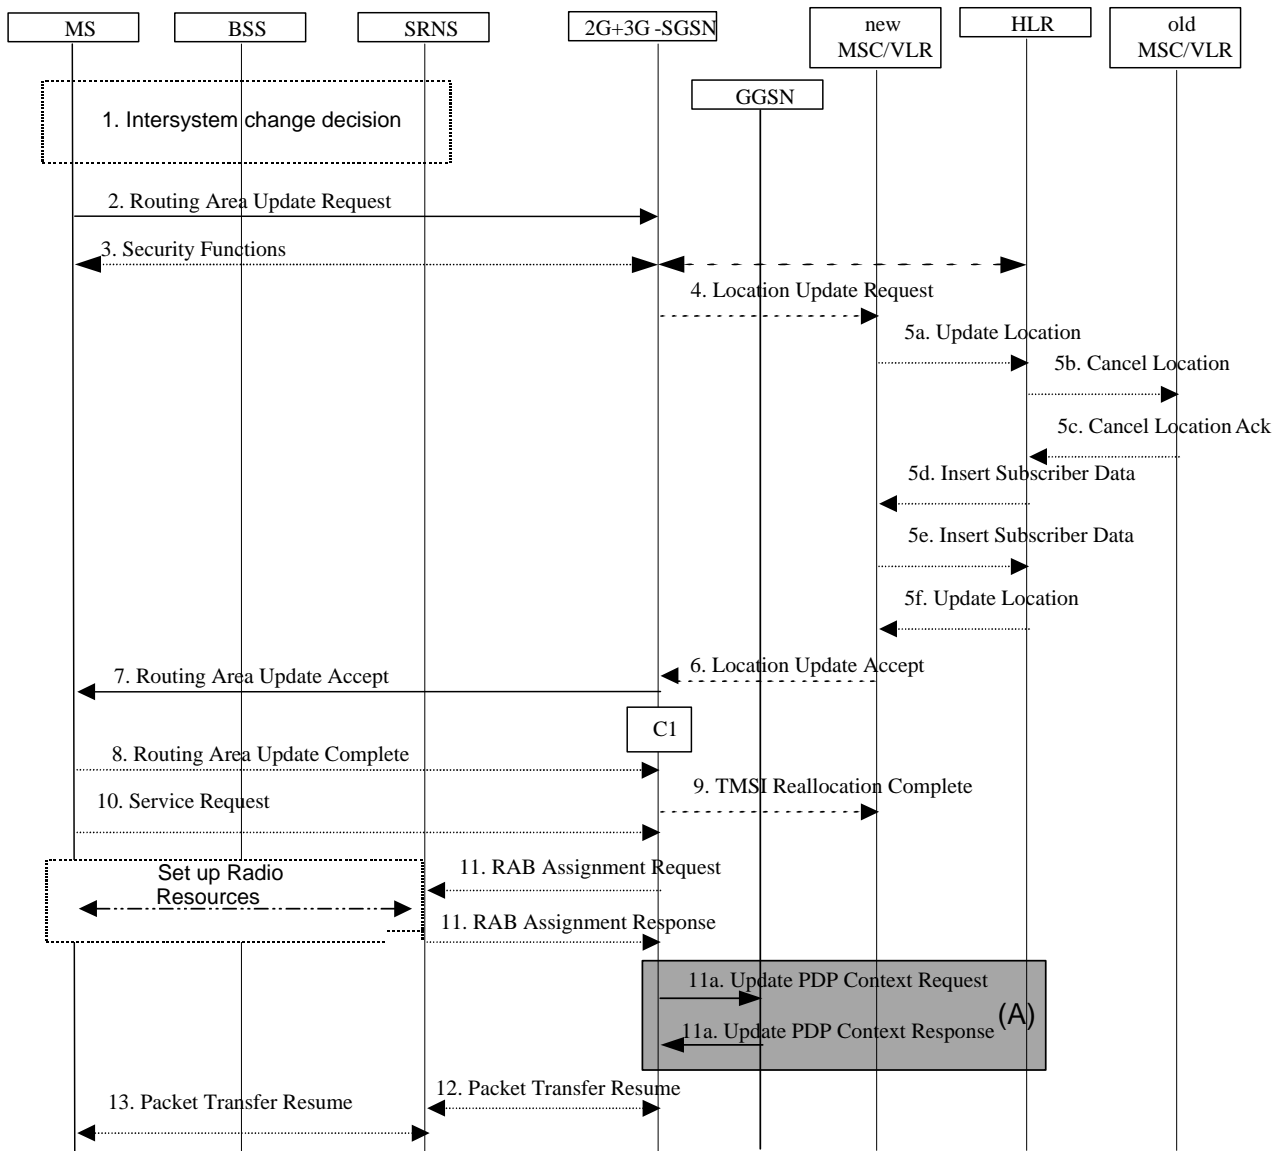 MS
BSS
SRNS
2G+3G -SGSN
new
MSC/VLR
HLR
old
MSC/VLR
GGSN
1. Intersystem change decision
2. Routing Area Update Request
3. Security Functions
4. Location Update Request
5a. Update Location
5b. Cancel Location
5c. Cancel Location Ack
5d. Insert Subscriber Data
5e. Insert Subscriber Data
5f. Update Location
6. Location Update Accept
7. Routing Area Update Accept
C1
8. Routing Area Update Complete
9. TMSI Reallocation Complete
10. Service Request
Set up Radio
Resources
11. RAB Assignment Request
11. RAB Assignment Response
11a. Update PDP Context Request
(A)
11a. Update PDP Context Response
12. Packet Transfer Resume
13. Packet Transfer Resume